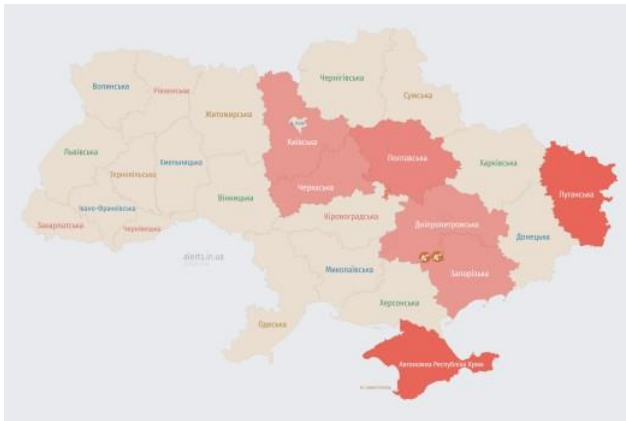 Чернігівська
Волинська
Рівненська
Сумська
Житомирська
Київська
Львівська
Полтавська
Харківська
Хмельницька
Тернопільська
Черкаська
Луганська
Вінницька
Івано-Франківська
Кіровоградська
Дніпропетровська
Закарпатська
Чернівецька
Донецька
alerts.in.ua
Миколаївська
Запорізька
Херсонська
Одеська
Автономна Республіка Крим